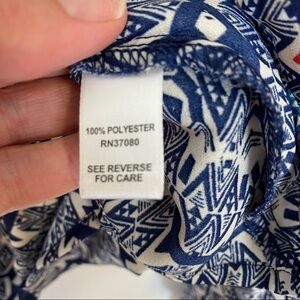 100% POLYESTER
RN37080
SEE REVERSE
FOR CARE